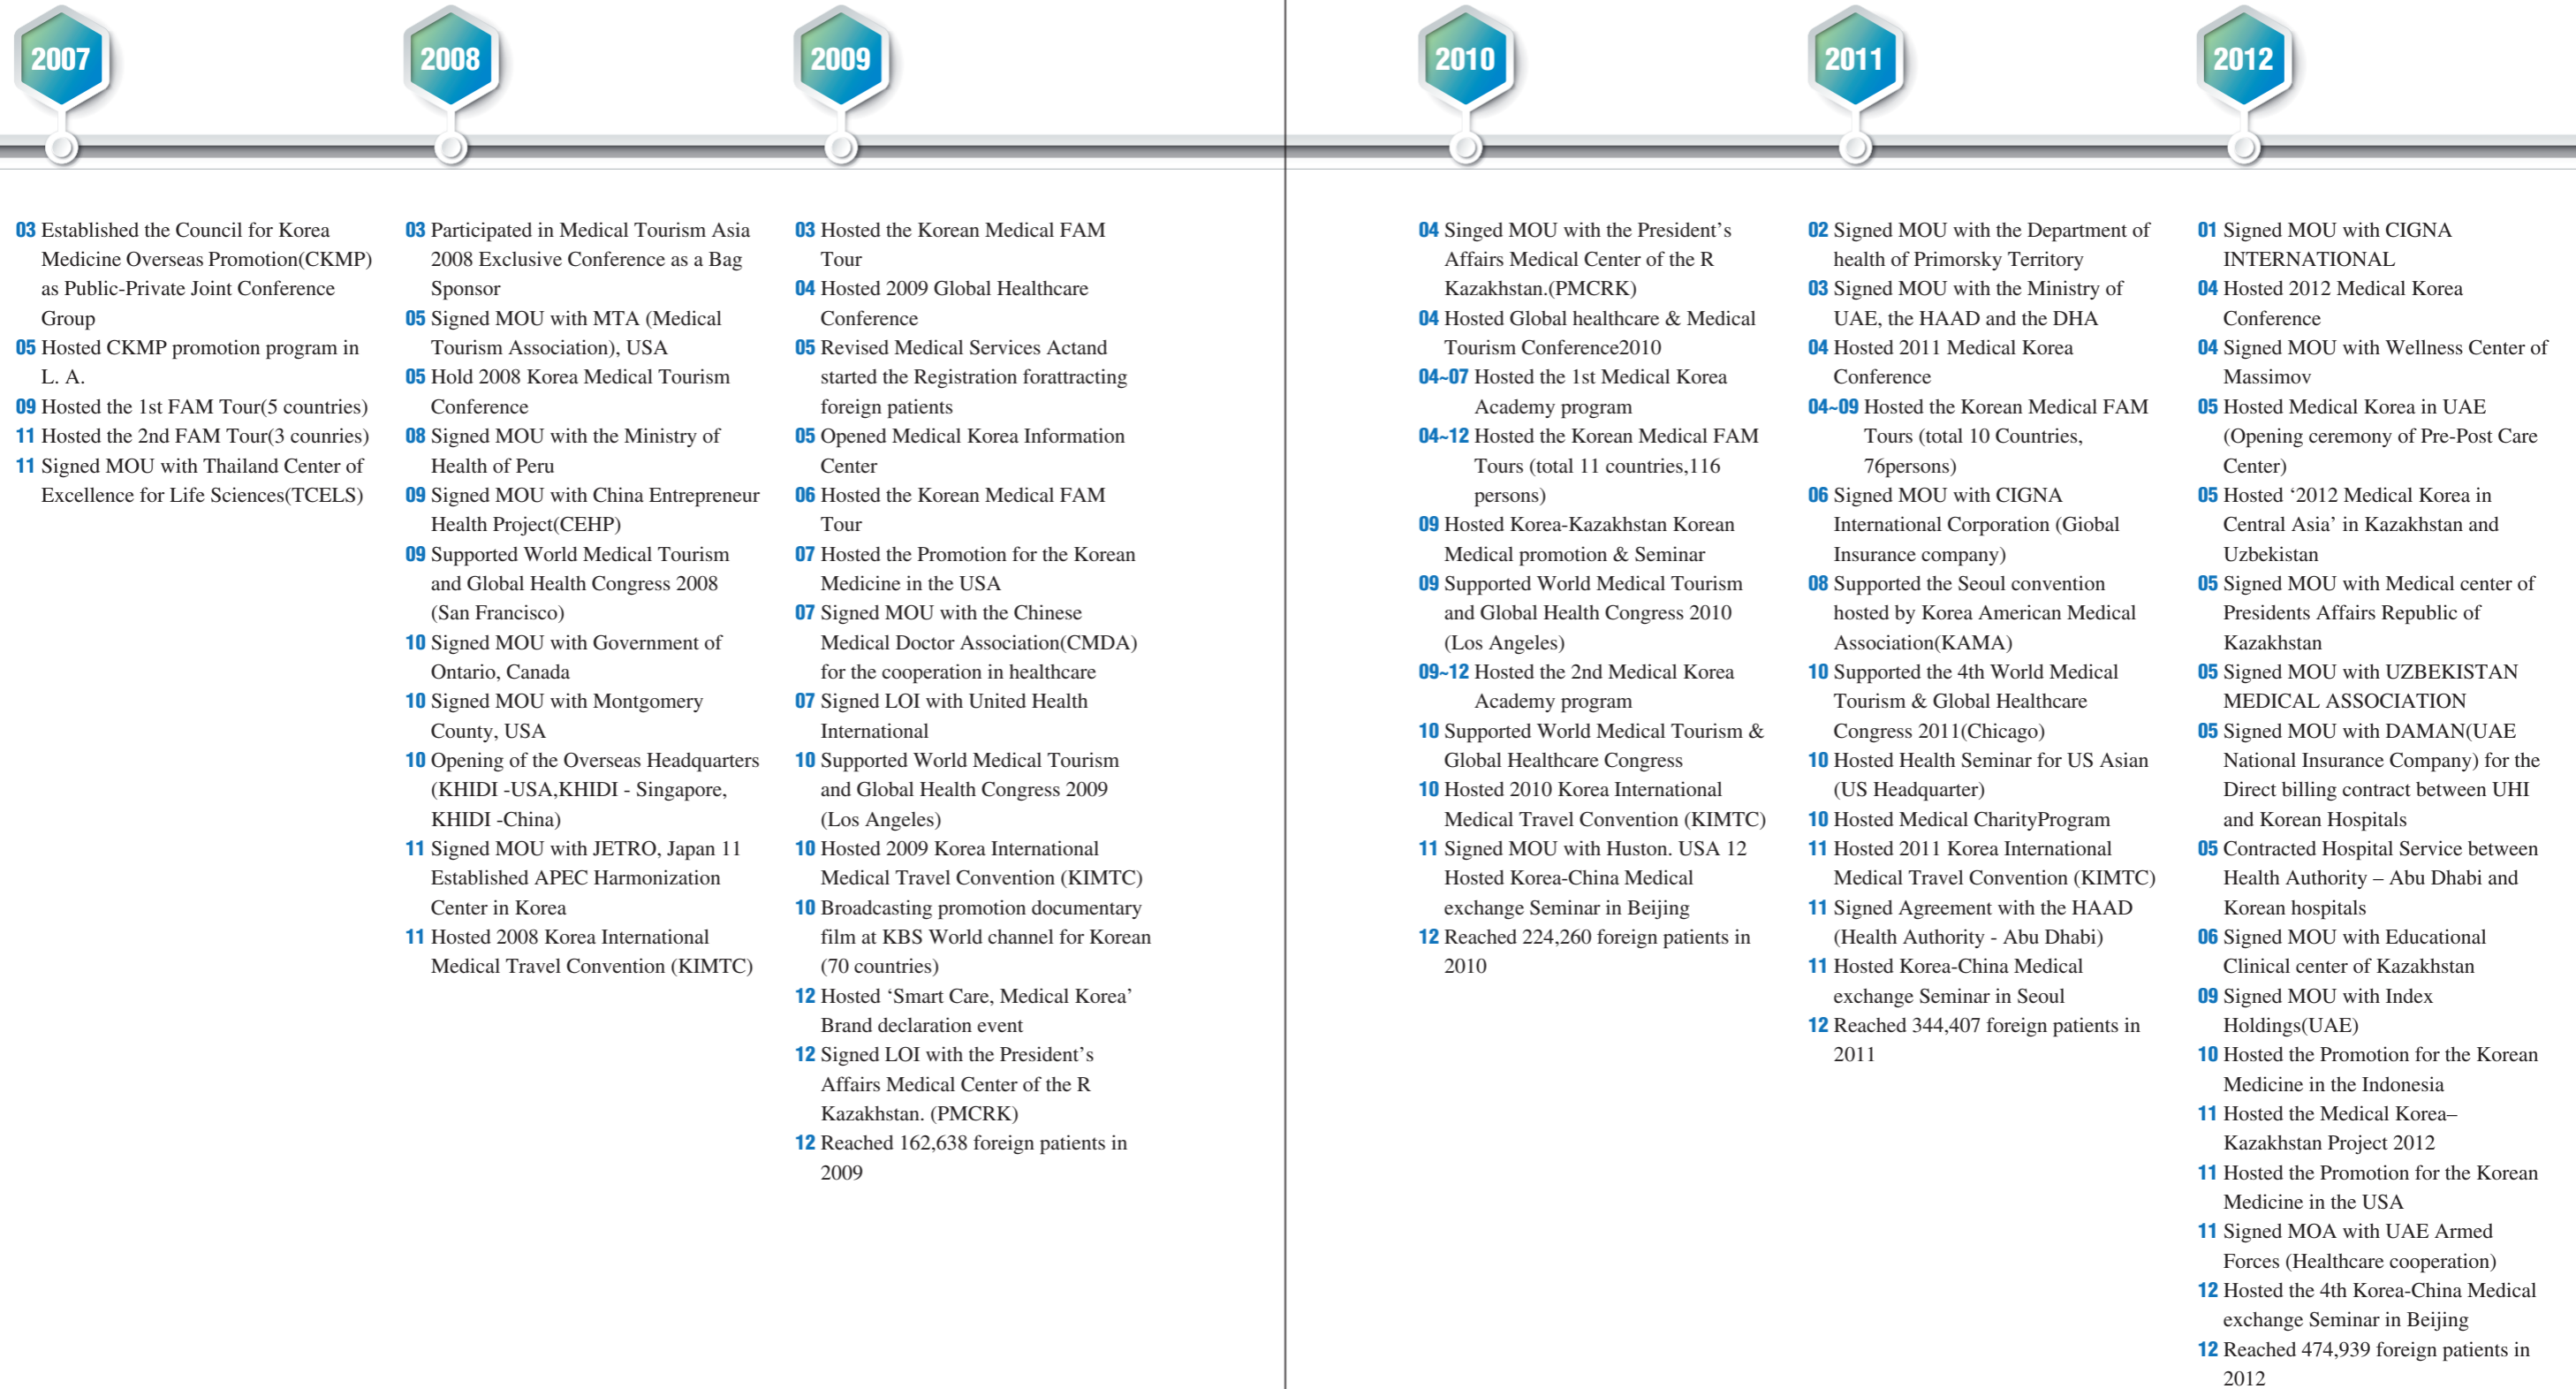 2007
03 Established the Council for Korea
Medicine Overseas Promotion(CKMP)
as Public-Private Joint Conference
Group
05 Hosted CKMP promotion program in
L. A.
09 Hosted the 1st FAM Tour(5 countries)
11 Hosted the 2nd FAM Tour(3 counries)
11 Signed MOU with Thailand Center of
Excellence for Life Sciences(TCELS)
2008
03 Participated in Medical Tourism Asia
2008 Exclusive Conference as a Bag
Sponsor
05 Signed MOU with MTA (Medical
Tourism Association), USA
05 Hold 2008 Korea Medical Tourism
Conference
08 Signed MOU with the Ministry of
Health of Peru
09 Signed MOU with China Entrepreneur
Health Project(CEHP)
09 Supported World Medical Tourism
and Global Health Congress 2008
(San Francisco)
10 Signed MOU with Government of
Ontario, Canada
10 Signed MOU with Montgomery
County, USA
10 Opening of the Overseas Headquarters
(KHIDI -USA,KHIDI - Singapore,
KHIDI -China)
11 Signed MOU with JETRO, Japan 11
Established APEC Harmonization
Center in Korea
11 Hosted 2008 Korea International
Medical Travel Convention (KIMTC)
2009
03 Hosted the Korean Medical FAM
Tour
04 Hosted 2009 Global Healthcare
Conference
05 Revised Medical Services Actand
started the Registration forattracting
foreign patients
05 Opened Medical Korea Information
Center
06 Hosted the Korean Medical FAM
Tour
07 Hosted the Promotion for the Korean
Medicine in the USA
07 Signed MOU with the Chinese
Medical Doctor Association(CMDA)
for the cooperation in healthcare
07 Signed LOI with United Health
International
10 Supported World Medical Tourism
and Global Health Congress 2009
(Los Angeles)
10 Hosted 2009 Korea International
Medical Travel Convention (KIMTC)
10 Broadcasting promotion documentary
film at KBS World channel for Korean
(70 countries)
12 Hosted ‘Smart Care, Medical Korea’
Brand declaration event
12 Signed LOI with the President’s
Affairs Medical Center of the R
Kazakhstan. (PMCRK)
12 Reached 162,638 foreign patients in
2009
2010
04 Singed MOU with the President’s
Affairs Medical Center of the R
Kazakhstan.(PMCRK)
04 Hosted Global healthcare & Medical
Tourism Conference2010
04~07 Hosted the 1st Medical Korea
Academy program
04~12 Hosted the Korean Medical FAM
Tours (total 11 countries,116
persons)
09 Hosted Korea-Kazakhstan Korean
Medical promotion & Seminar
09 Supported World Medical Tourism
and Global Health Congress 2010
(Los Angeles)
09~12 Hosted the 2nd Medical Korea
Academy program
10 Supported World Medical Tourism &
Global Healthcare Congress
10 Hosted 2010 Korea International
Medical Travel Convention (KIMTC)
11 Signed MOU with Huston. USA 12
Hosted Korea-China Medical
exchange Seminar in Beijing
12 Reached 224,260 foreign patients in
2010
2011
02 Signed MOU with the Department of
health of Primorsky Territory
03 Signed MOU with the Ministry of
UAE, the HAAD and the DHA
04 Hosted 2011 Medical Korea
Conference
04~09 Hosted the Korean Medical FAM
Tours (total 10 Countries,
76persons)
06 Signed MOU with CIGNA
International Corporation (Giobal
Insurance company)
08 Supported the Seoul convention
hosted by Korea American Medical
Association(KAMA)
10 Supported the 4th World Medical
Tourism & Global Healthcare
Congress 2011(Chicago)
10 Hosted Health Seminar for US Asian
(US Headquarter)
10 Hosted Medical CharityProgram
11 Hosted 2011 Korea International
Medical Travel Convention (KIMTC)
11 Signed Agreement with the HAAD
(Health Authority - Abu Dhabi)
11 Hosted Korea-China Medical
exchange Seminar in Seoul
12 Reached 344,407 foreign patients in
2011
2012
01 Signed MOU with CIGNA
INTERNATIONAL
04 Hosted 2012 Medical Korea
Conference
04 Signed MOU with Wellness Center of
Massimov
05 Hosted Medical Korea in UAE
(Opening ceremony of Pre-Post Care
Center)
05 Hosted ‘2012 Medical Korea in
Central Asia’ in Kazakhstan and
Uzbekistan
05 Signed MOU with Medical center of
Presidents Affairs Republic of
Kazakhstan
05 Signed MOU with UZBEKISTAN
MEDICAL ASSOCIATION
05 Signed MOU with DAMAN(UAE
National Insurance Company) for the
Direct billing contract between UHI
and Korean Hospitals
05 Contracted Hospital Service between
Health Authority – Abu Dhabi and
Korean hospitals
06 Signed MOU with Educational
Clinical center of Kazakhstan
09 Signed MOU with Index
Holdings(UAE)
10 Hosted the Promotion for the Korean
Medicine in the Indonesia
11 Hosted the Medical Korea–
Kazakhstan Project 2012
11 Hosted the Promotion for the Korean
Medicine in the USA
11 Signed MOA with UAE Armed
Forces (Healthcare cooperation)
12 Hosted the 4th Korea-China Medical
exchange Seminar in Beijing
12 Reached 474,939 foreign patients in
2012